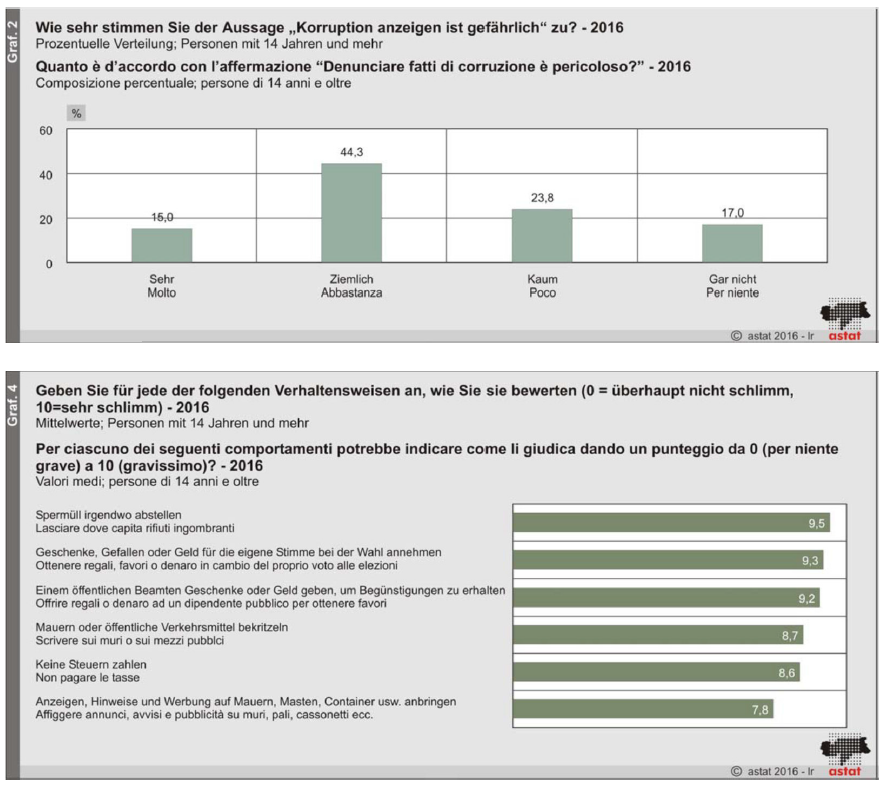 Graf. 2
Wie sehr stimmen Sie der Aussage „Korruption anzeigen ist gefährlich“ zu? - 2016
Prozentuelle Verteilung; Personen mit 14 Jahren und mehr
Quanto è d’accordo con l’affermazione “Denunciare fatti di corruzione è pericoloso?” - 2016
Composizione percentuale; persone di 14 anni e oltre
%
60
40
20
0
15,0
44,3
23,8
17,0
Sehr
Molto
Ziemlich
Abbastanza
Kaum
Poco
Gar nicht
Per niente
© astat 2016 - lr
astat
Graf. 4
Geben Sie für jede der folgenden Verhaltensweisen an, wie Sie sie bewerten (0 = überhaupt nicht schlimm,
10=sehr schlimm) - 2016
Mittelwerte; Personen mit 14 Jahren und mehr
Per ciascuno dei seguenti comportamenti potrebbe indicare come li giudica dando un punteggio da 0 (per niente
grave) a 10 (gravissimo)? - 2016
Valori medi; persone di 14 anni e oltre
Spermüll irgendwo abstellen
Lasciare dove capita rifiuti ingombranti
9,5
Geschenke, Gefallen oder Geld für die eigene Stimme bei der Wahl annehmen
Ottenere regali, favori o denaro in cambio del proprio voto alle elezioni
9,3
Einem öffentlichen Beamten Geschenke oder Geld geben, um Begünstigungen zu erhalten
Offrire regali o denaro ad un dipendente pubblico per ottenere favori
9,2
Mauern oder öffentliche Verkehrsmittel bekritzeln
Scrivere sui muri o sui mezzi pubblci
8,7
Keine Steuern zahlen
Non pagare le tasse
8,6
Anzeigen, Hinweise und Werbung auf Mauern, Masten, Container usw. anbringen
Affiggere annunci, avvisi e pubblicità su muri, pali, cassonetti ecc.
7,8
© astat 2016 - lr
astat